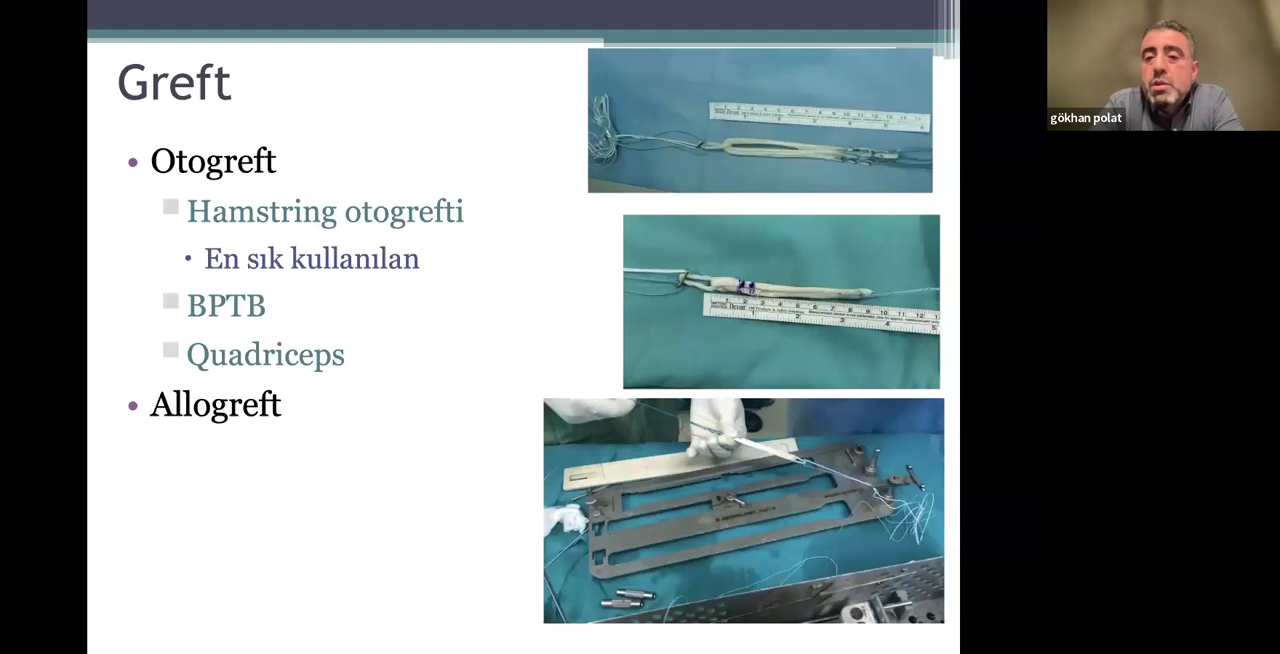 Greft
• Otogreft
Hamstring otogrefti
• En sık kullanılan
BPTB
Quadriceps
• Allogreft
gökhan polat